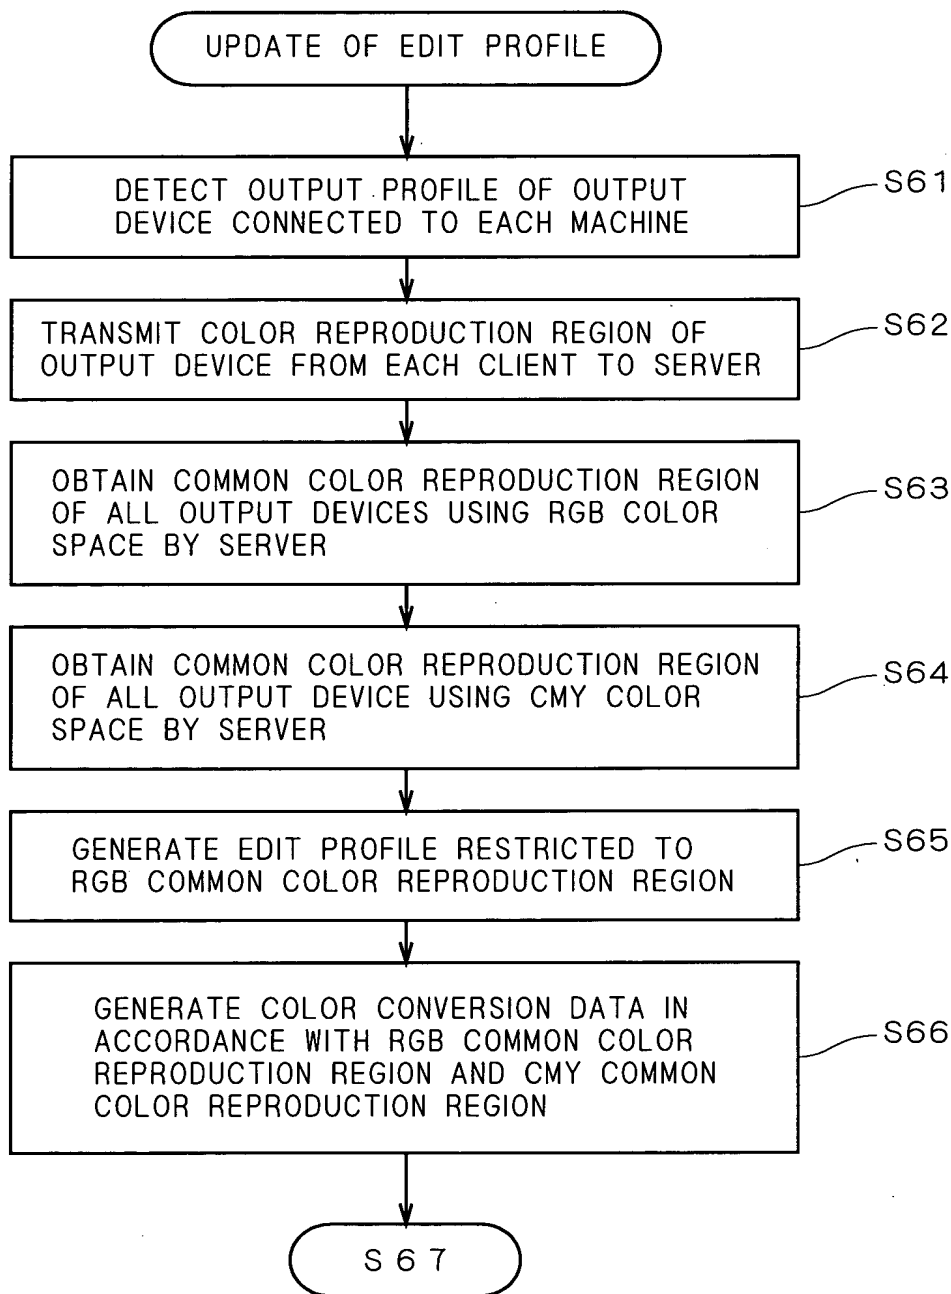 UPDATE OF EDIT PROFILE
DETECT OUTPUT PROFILE OF OUTPUT
DEVICE CONNECTED TO EACH MACHINE
S61
TRANSMIT COLOR REPRODUCTION REGION OF
OUTPUT DEVICE FROM EACH CLIENT TO SERVER
S62
OBTAIN COMMON COLOR REPRODUCTION REGION
OF ALL OUTPUT DEVICES USING RGB COLOR
SPACE BY SERVER
S63
OBTAIN COMMON COLOR REPRODUCTION REGION
OF ALL OUTPUT DEVICE USING CMY COLOR
SPACE BY SERVER
S64
GENERATE EDIT PROFILE RESTRICTED TO
RGB COMMON COLOR REPRODUCTION REGION
S65
GENERATE COLOR CONVERSION DATA IN
ACCORDANCE WITH RGB COMMON COLOR
REPRODUCTION REGION AND CMY COMMON
COLOR REPRODUCTION REGION
S66
S67